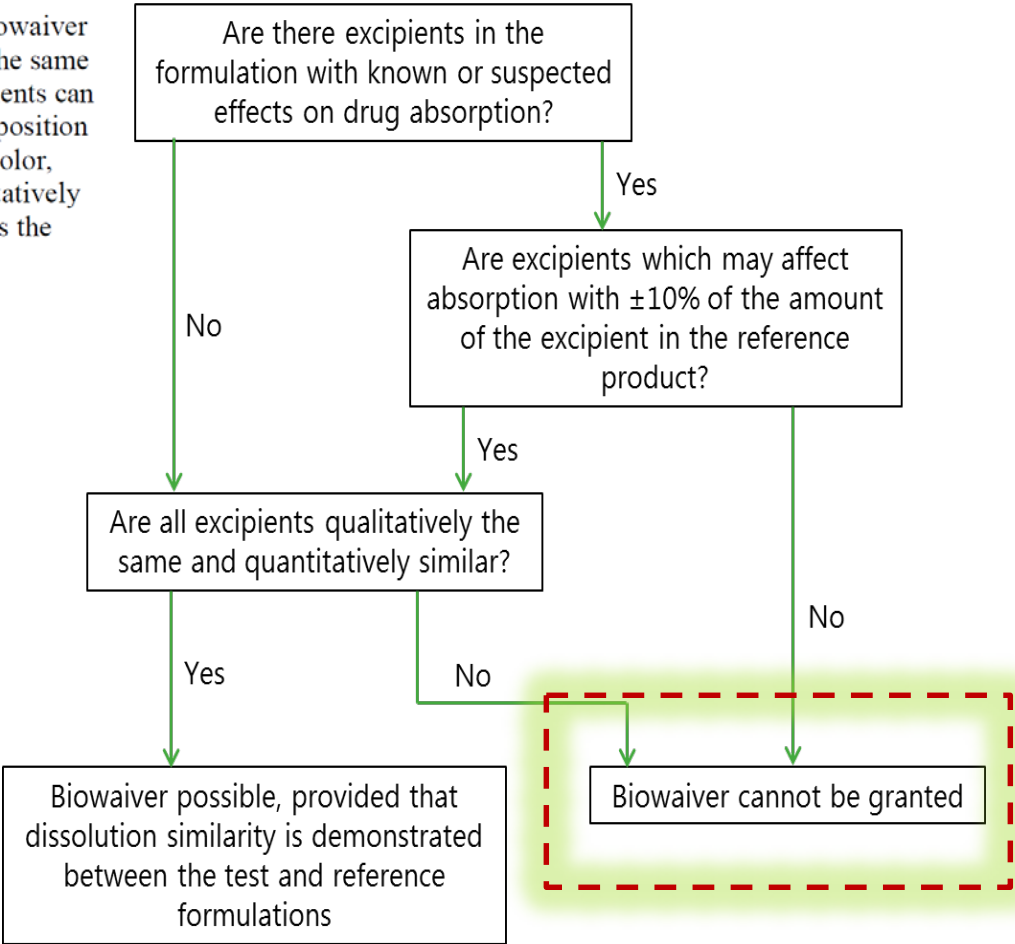 owaiver
he same
ents can
position
olor,
atively
s the
Are there excipients in the
formulation with known or suspected
effects on drug absorption?
Yes
No
Are excipients which may affect
absorption with ±10% of the amount
of the excipient in the reference
product?
Yes
No
Are all excipients qualitatively the
same and quantitatively similar?
Yes
No
Biowaiver possible, provided that
dissolution similarity is demonstrated
between the test and reference
formulations
Biowaiver cannot be granted